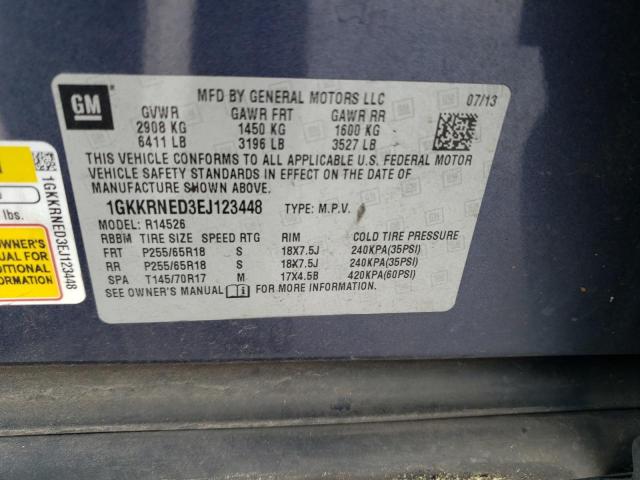 GM
MFD BY GENERAL MOTORS LLC 07/13
GVWR GAWR FRT GAWR RR
2908 KG 1450 KG 1600 KG
6411 LB 3196 LB 3527 LB
THIS VEHICLE CONFORMS TO ALL APPLICABLE U.S. FEDERAL MOTOR
VEHICLE SAFETY STANDARDS IN EFFECT ON THE DATE OF
MANUFACTURE SHOWN ABOVE.
1GKKRNED3EJ123448 TYPE: M.P.V.
MODEL: R14526
RBBM TIRE SIZE SPEED RTG RIM COLD TIRE PRESSURE
FRT P255/65R18 S 18X7.5J 240KPA(35PSI)
RR P255/65R18 S 18X7.5J 240KPA(35PSI)
SPA T145/70R17 M 17X4.5B 420KPA(60PSI)
SEE OWNER'S MANUAL FOR MORE INFORMATION.
lbs.
OWNER'S
UAL FOR
DITIONAL
ORMATION
1GKKRNED3EJ123448